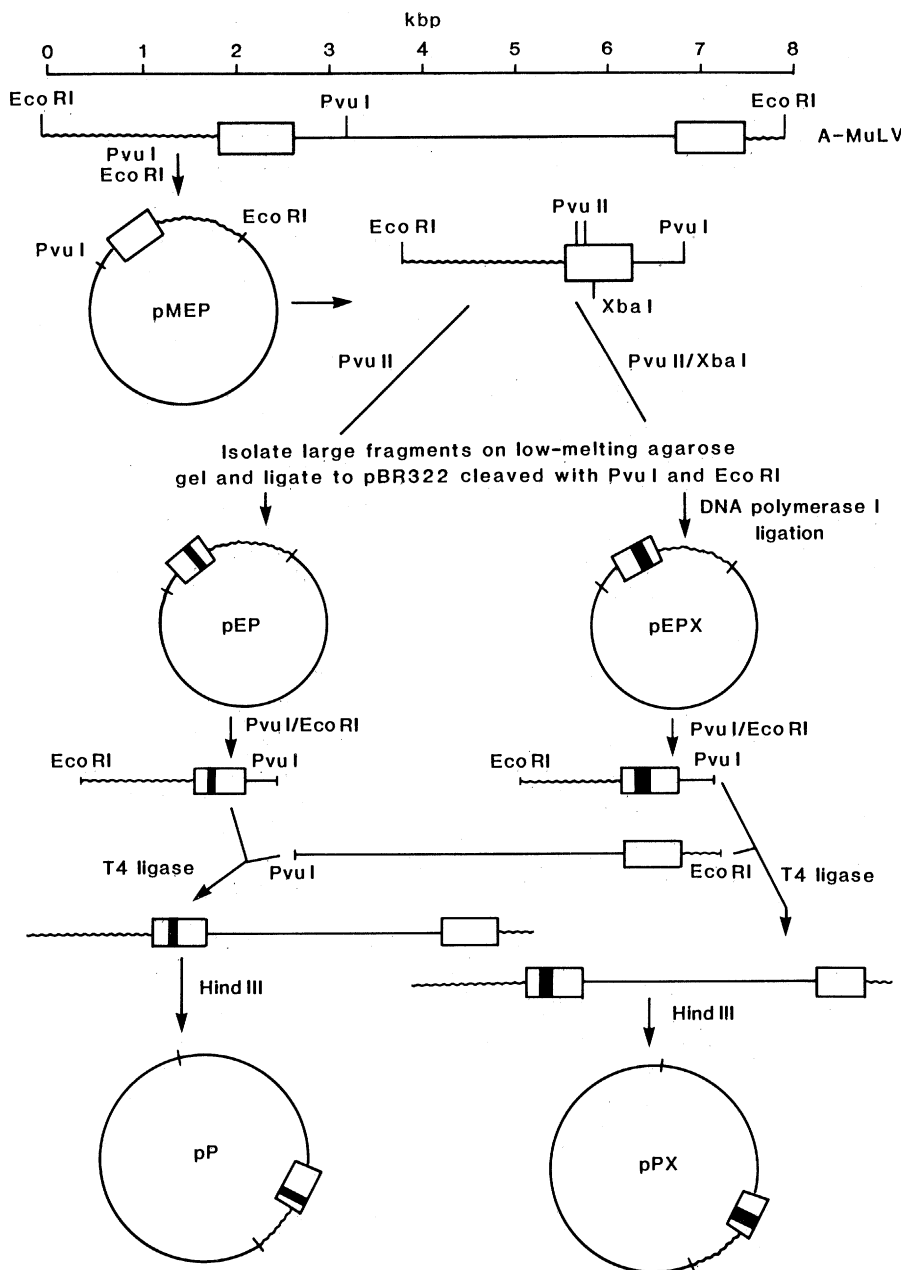 kbp
0 1 2 3 4 5 6 7 8
Eco RI
Pvu I
Eco RI
A-MuLV
Pvu I
Eco RI
Pvu I
Eco RI
pMEP
Eco RI
Pvu II
Pvu I
Xba I
Pvu II
Pvu II/Xba I
Isolate large fragments on low-melting agarose
gel and ligate to pBR322 cleaved with Pvu I and Eco RI
DNA polymerase I
ligation
pEP
pEPX
Pvu I/Eco RI
Pvu I/Eco RI
Eco RI
Pvu I
Eco RI
Pvu I
T4 ligase
Pvu I
Eco RI
T4 ligase
Hind III
Hind III
pP
pPX